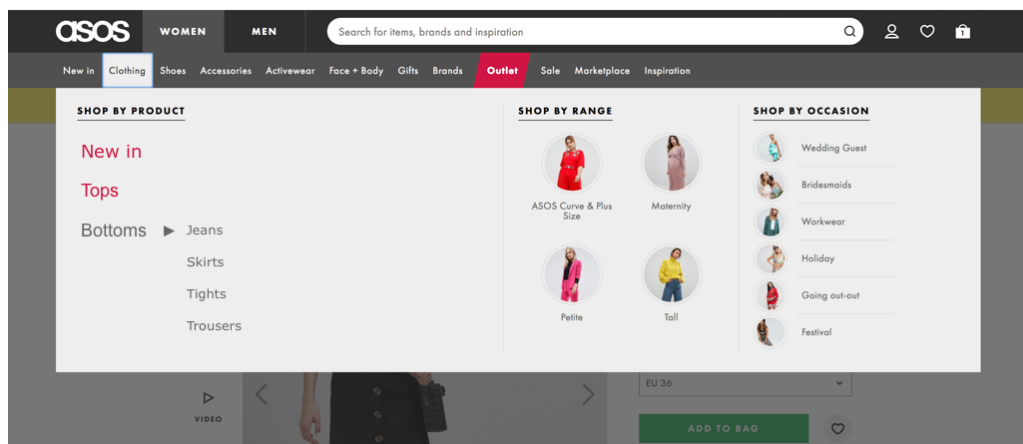 asos
WOMEN
MEN
Search for items, brands and inspiration
1
New in
Clothing
Shoes
Accessories
Activewear
Face + Body
Gifts
Brands
Outlet
Sale
Marketplace
Inspiration
SHOP BY PRODUCT
New in
Tops
Bottoms
Jeans
Skirts
Tights
Trousers
SHOP BY RANGE
ASOS Curve & Plus
Size
Maternity
Petite
Tall
SHOP BY OCCASION
Wedding Guest
Bridesmaids
Workwear
Holiday
Going out-out
Festival
VIDEO
EU 36
ADD TO BAG